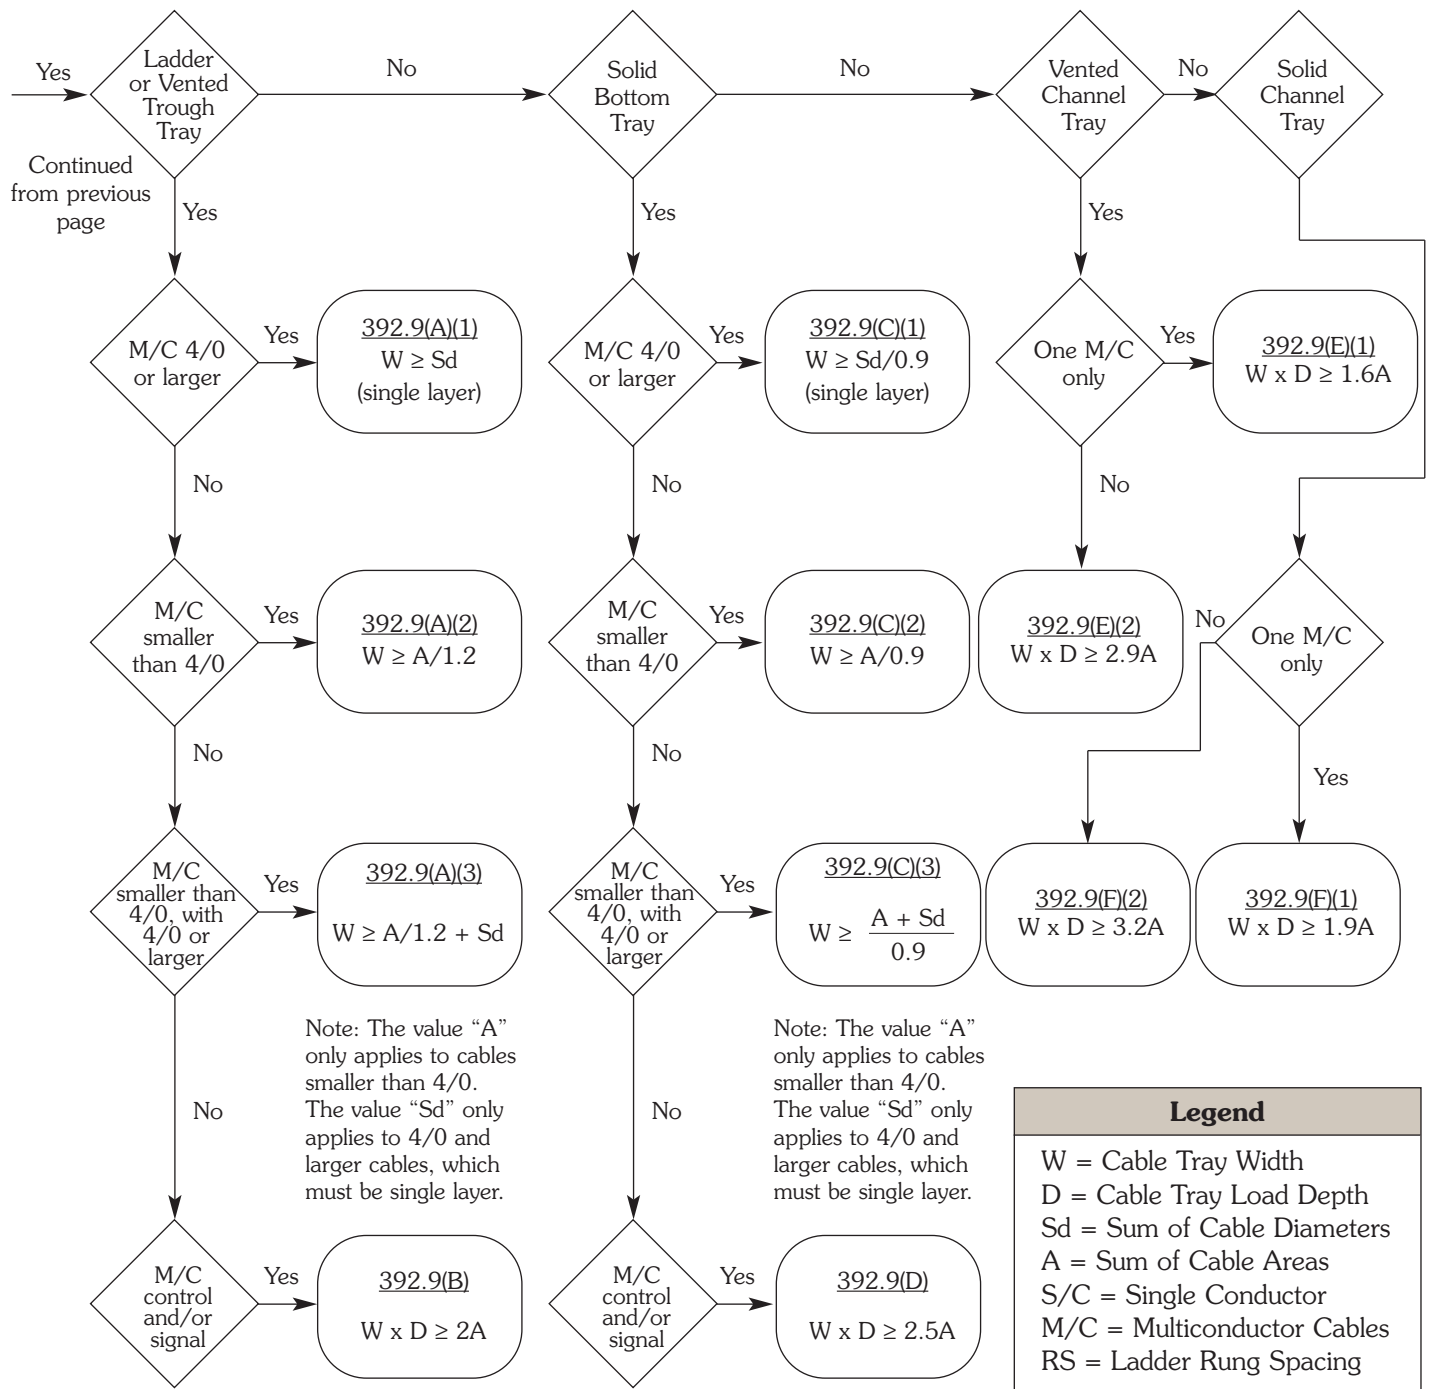 Yes
Ladder
or Vented
Trough
Tray
No
Solid
Bottom
Tray
No
Vented
Channel
Tray
No
Solid
Channel
Tray
Continued
from previous
page
Yes
Yes
Yes
M/C 4/0
or larger
Yes
392.9(A)(1)
W ≥ Sd
(single layer)
M/C 4/0
or larger
Yes
392.9(C)(1)
W ≥ Sd/0.9
(single layer)
One M/C
only
Yes
392.9(E)(1)
W x D ≥ 1.6A
No
No
No
M/C
smaller
than 4/0
Yes
392.9(A)(2)
W ≥ A/1.2
M/C
smaller
than 4/0
Yes
392.9(C)(2)
W ≥ A/0.9
392.9(E)(2)
W x D ≥ 2.9A
No
One M/C
only
No
No
Yes
M/C
smaller than
4/0, with
4/0 or
larger
Yes
392.9(A)(3)
W ≥ A/1.2 + Sd
M/C
smaller than
4/0, with
4/0 or
larger
Yes
392.9(C)(3)
W ≥ A + Sd
0.9
392.9(F)(2)
W x D ≥ 3.2A
392.9(F)(1)
W x D ≥ 1.9A
No
Note: The value “A”
only applies to cables
smaller than 4/0.
The value “Sd” only
applies to 4/0 and
larger cables, which
must be single layer.
No
Note: The value “A”
only applies to cables
smaller than 4/0.
The value “Sd” only
applies to 4/0 and
larger cables, which
must be single layer.
M/C
control
and/or
signal
Yes
392.9(B)
W x D ≥ 2A
M/C
control
and/or
signal
Yes
392.9(D)
W x D ≥ 2.5A
Legend
W = Cable Tray Width
D = Cable Tray Load Depth
Sd = Sum of Cable Diameters
A = Sum of Cable Areas
S/C = Single Conductor
M/C = Multiconductor Cables
RS = Ladder Rung Spacing